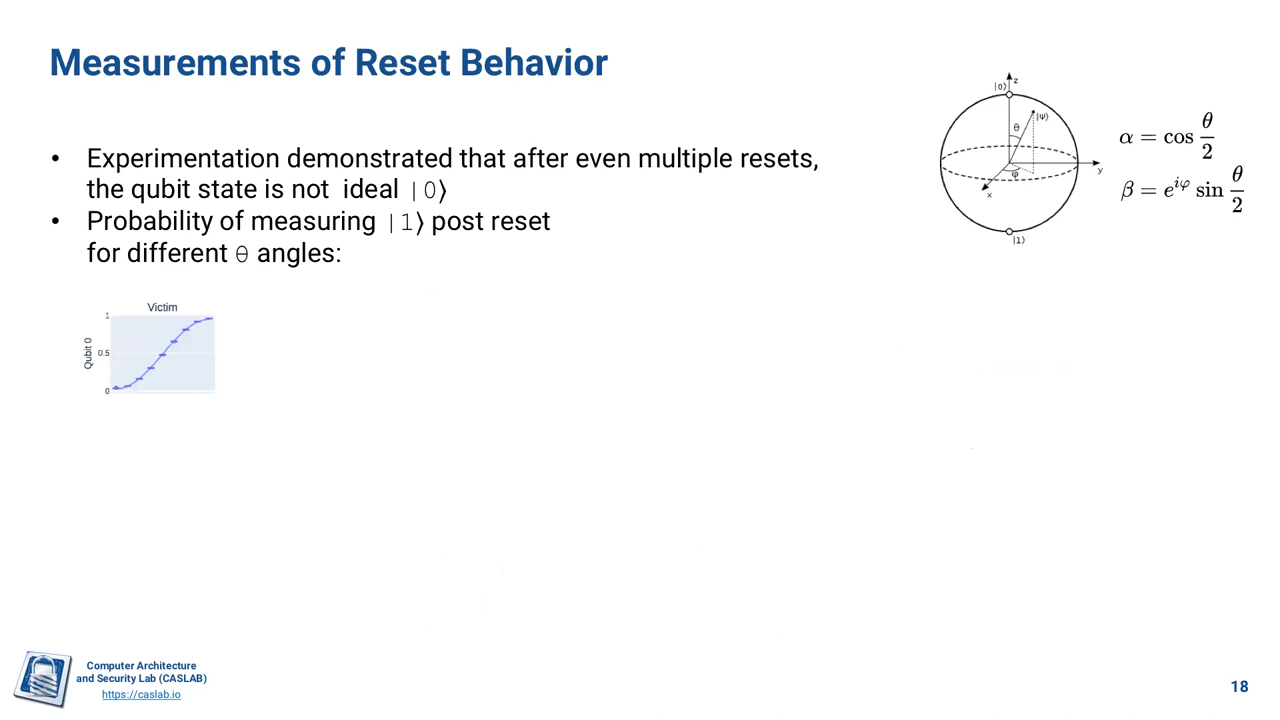 Measurements of Reset Behavior
• Experimentation demonstrated that after even multiple resets,
the qubit state is not ideal |0⟩
• Probability of measuring |1⟩ post reset
for different θ angles:
|0⟩
z
θ
|Ψ⟩
φ
y
x
|1⟩
α = cos θ/2
β = e^{iφ} sin θ/2
Victim
Qubit 0
1
0.5
0
Computer Architecture
and Security Lab (CASLAB)
https://caslab.io
18